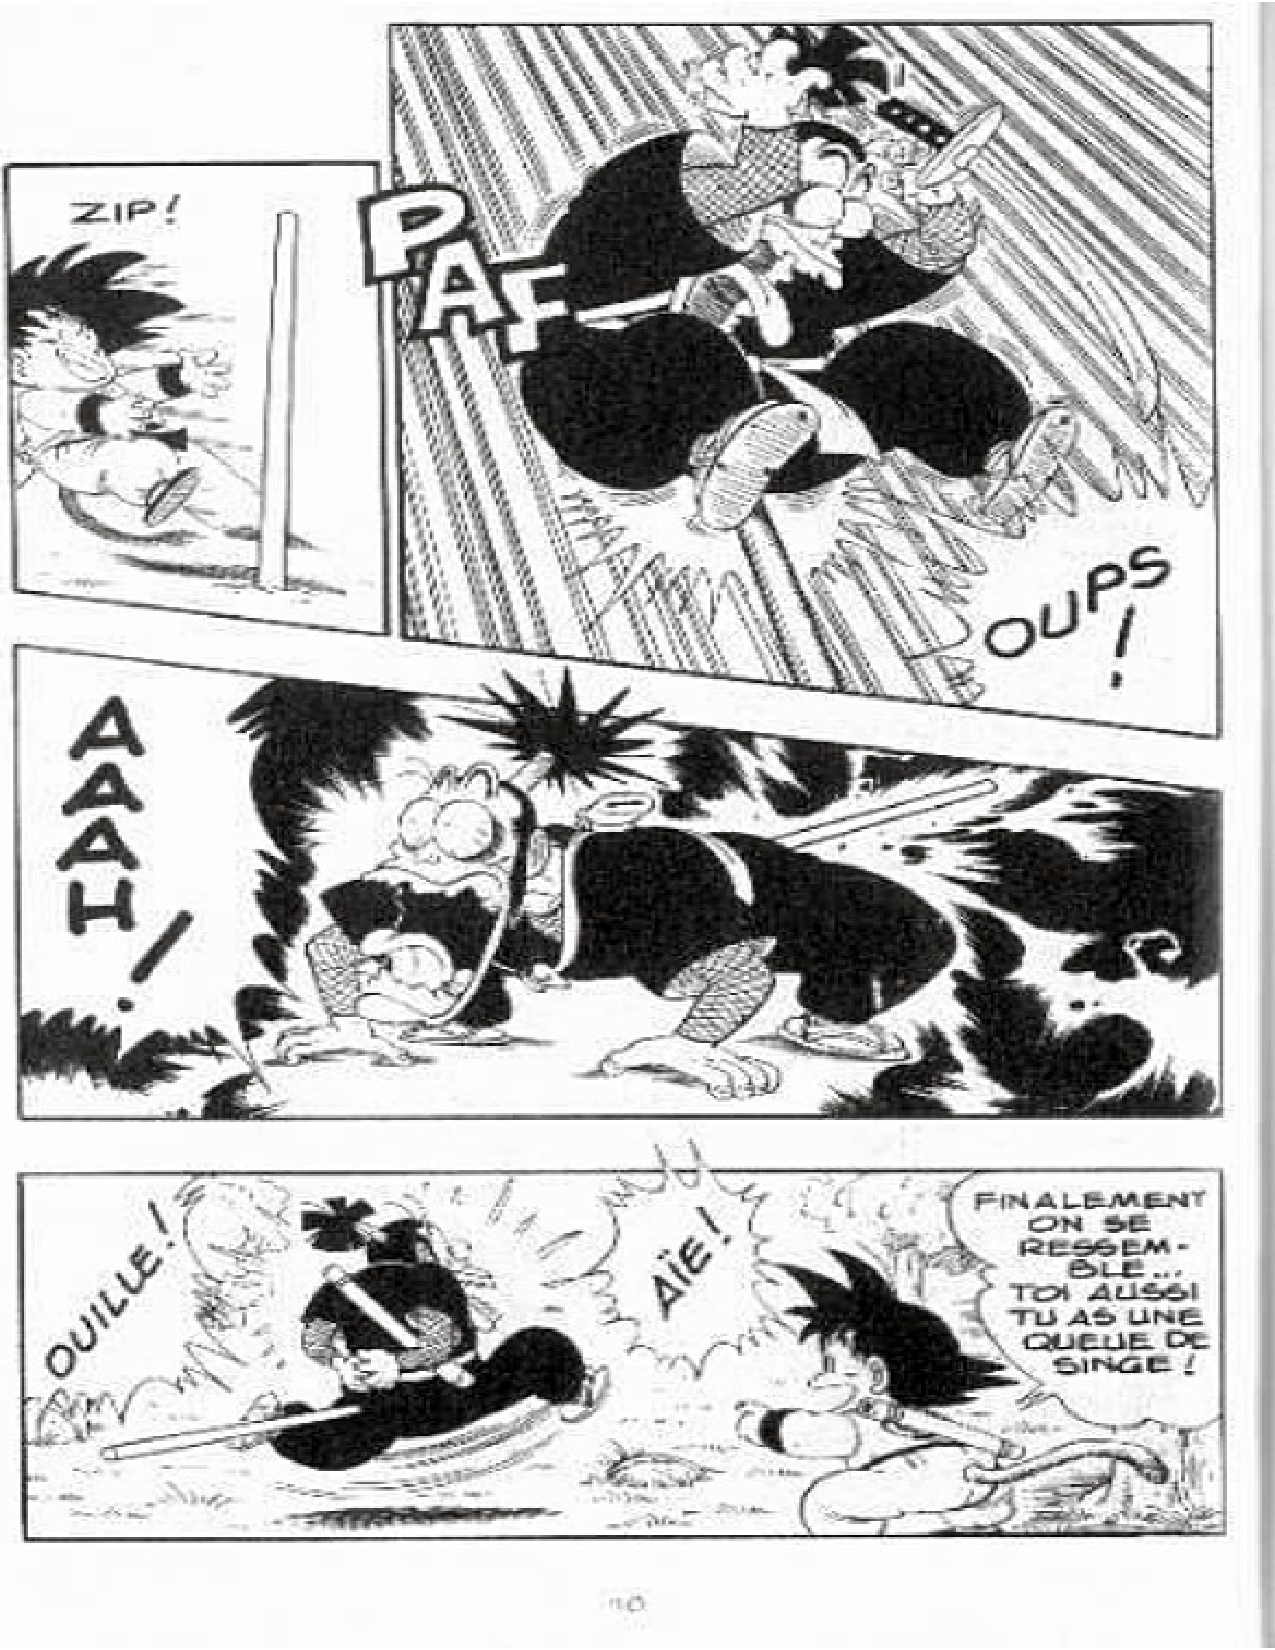 ZIP!
PAF
OUPS
!
AAAH!
OUILLE!
AÏE!
FINALEMENT
ON SE
RESSEM-
BLE...
TOI AUSSI
TU AS UNE
QUEUE DE
SINGE!